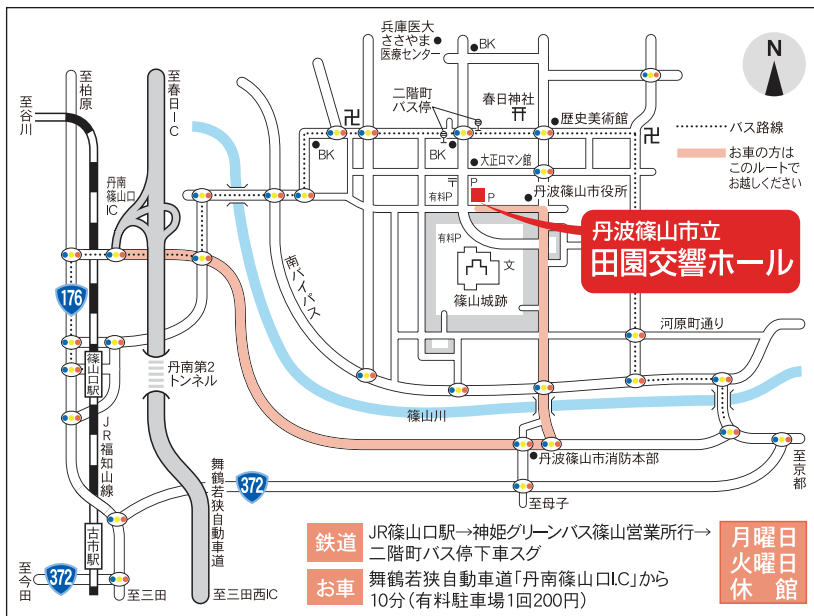 兵庫医大
ささやま
医療センター
BK
N
至柏原
至春日IC
至谷川
二階町
バス停
春日神社
歴史美術館
バス路線
お車の方は
このルートで
お越しください
BK
BK
大正ロマン館
丹南
篠山口
IC
有料P
P
P
丹波篠山市役所
丹波篠山市立
田園交響ホール
有料P
文
篠山城跡
南バイパス
176
河原町通り
篠山口駅
丹南第2
トンネル
篠山川
JR福知山線
舞鶴若狭自動車道
372
丹波篠山市消防本部
至京都
至母子
古市駅
至今田
372
至三田
至三田西IC
鉄道
JR篠山口駅→神姫グリーンバス篠山営業所行→
二階町バス停下車スグ
お車
舞鶴若狭自動車道「丹南篠山口I.C」から
10分(有料駐車場1回200円)
月曜日
火曜日
休館